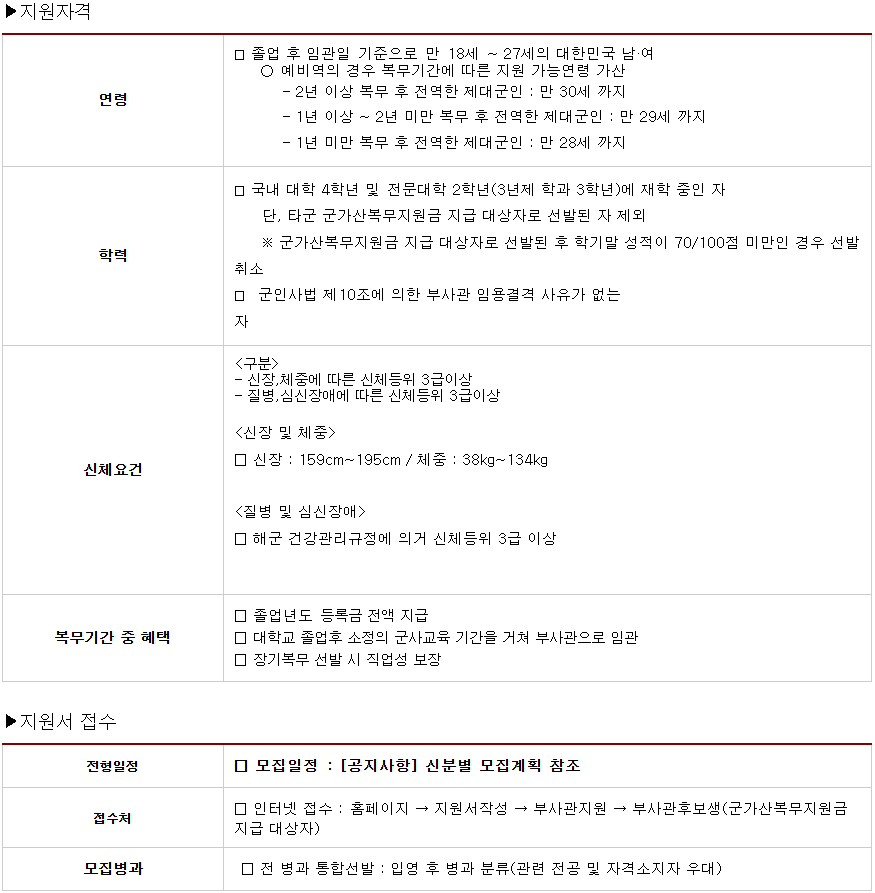 ▶지원자격
연령
□ 졸업 후 임관일 기준으로 만 18세 ~ 27세의 대한민국 남·여
○ 예비역의 경우 복무기간에 따른 지원 가능연령 가산
- 2년 이상 복무 후 전역한 제대군인 : 만 30세 까지
- 1년 이상 ~ 2년 미만 복무 후 전역한 제대군인 : 만 29세 까지
- 1년 미만 복무 후 전역한 제대군인 : 만 28세 까지
학력
□ 국내 대학 4학년 및 전문대학 2학년(3년제 학과 3학년)에 재학 중인 자
단, 타군 군가산복무지원금 지급 대상자로 선발된 자 제외
※ 군가산복무지원금 지급 대상자로 선발된 후 학기말 성적이 70/100점 미만인 경우 선발
취소
□ 군인사법 제10조에 의한 부사관 임용결격 사유가 없는
자
신체요건
<구분>
- 신장,체중에 따른 신체등위 3급이상
- 질병,심신장애에 따른 신체등위 3급이상
<신장 및 체중>
□ 신장 : 159cm~195cm / 체중 : 38kg~134kg
<질병 및 심신장애>
□ 해군 건강관리규정에 의거 신체등위 3급 이상
복무기간 중 혜택
□ 졸업년도 등록금 전액 지급
□ 대학교 졸업후 소정의 군사교육 기간을 거쳐 부사관으로 임관
□ 장기복무 선발 시 직업성 보장
▶지원서 접수
전형일정
□ 모집일정 : [공지사항] 신분별 모집계획 참조
접수처
□ 인터넷 접수 : 홈페이지 → 지원서작성 → 부사관지원 → 부사관후보생(군가산복무지원금
지급 대상자)
모집병과
□ 전 병과 통합선발 : 입영 후 병과 분류(관련 전공 및 자격소지자 우대)